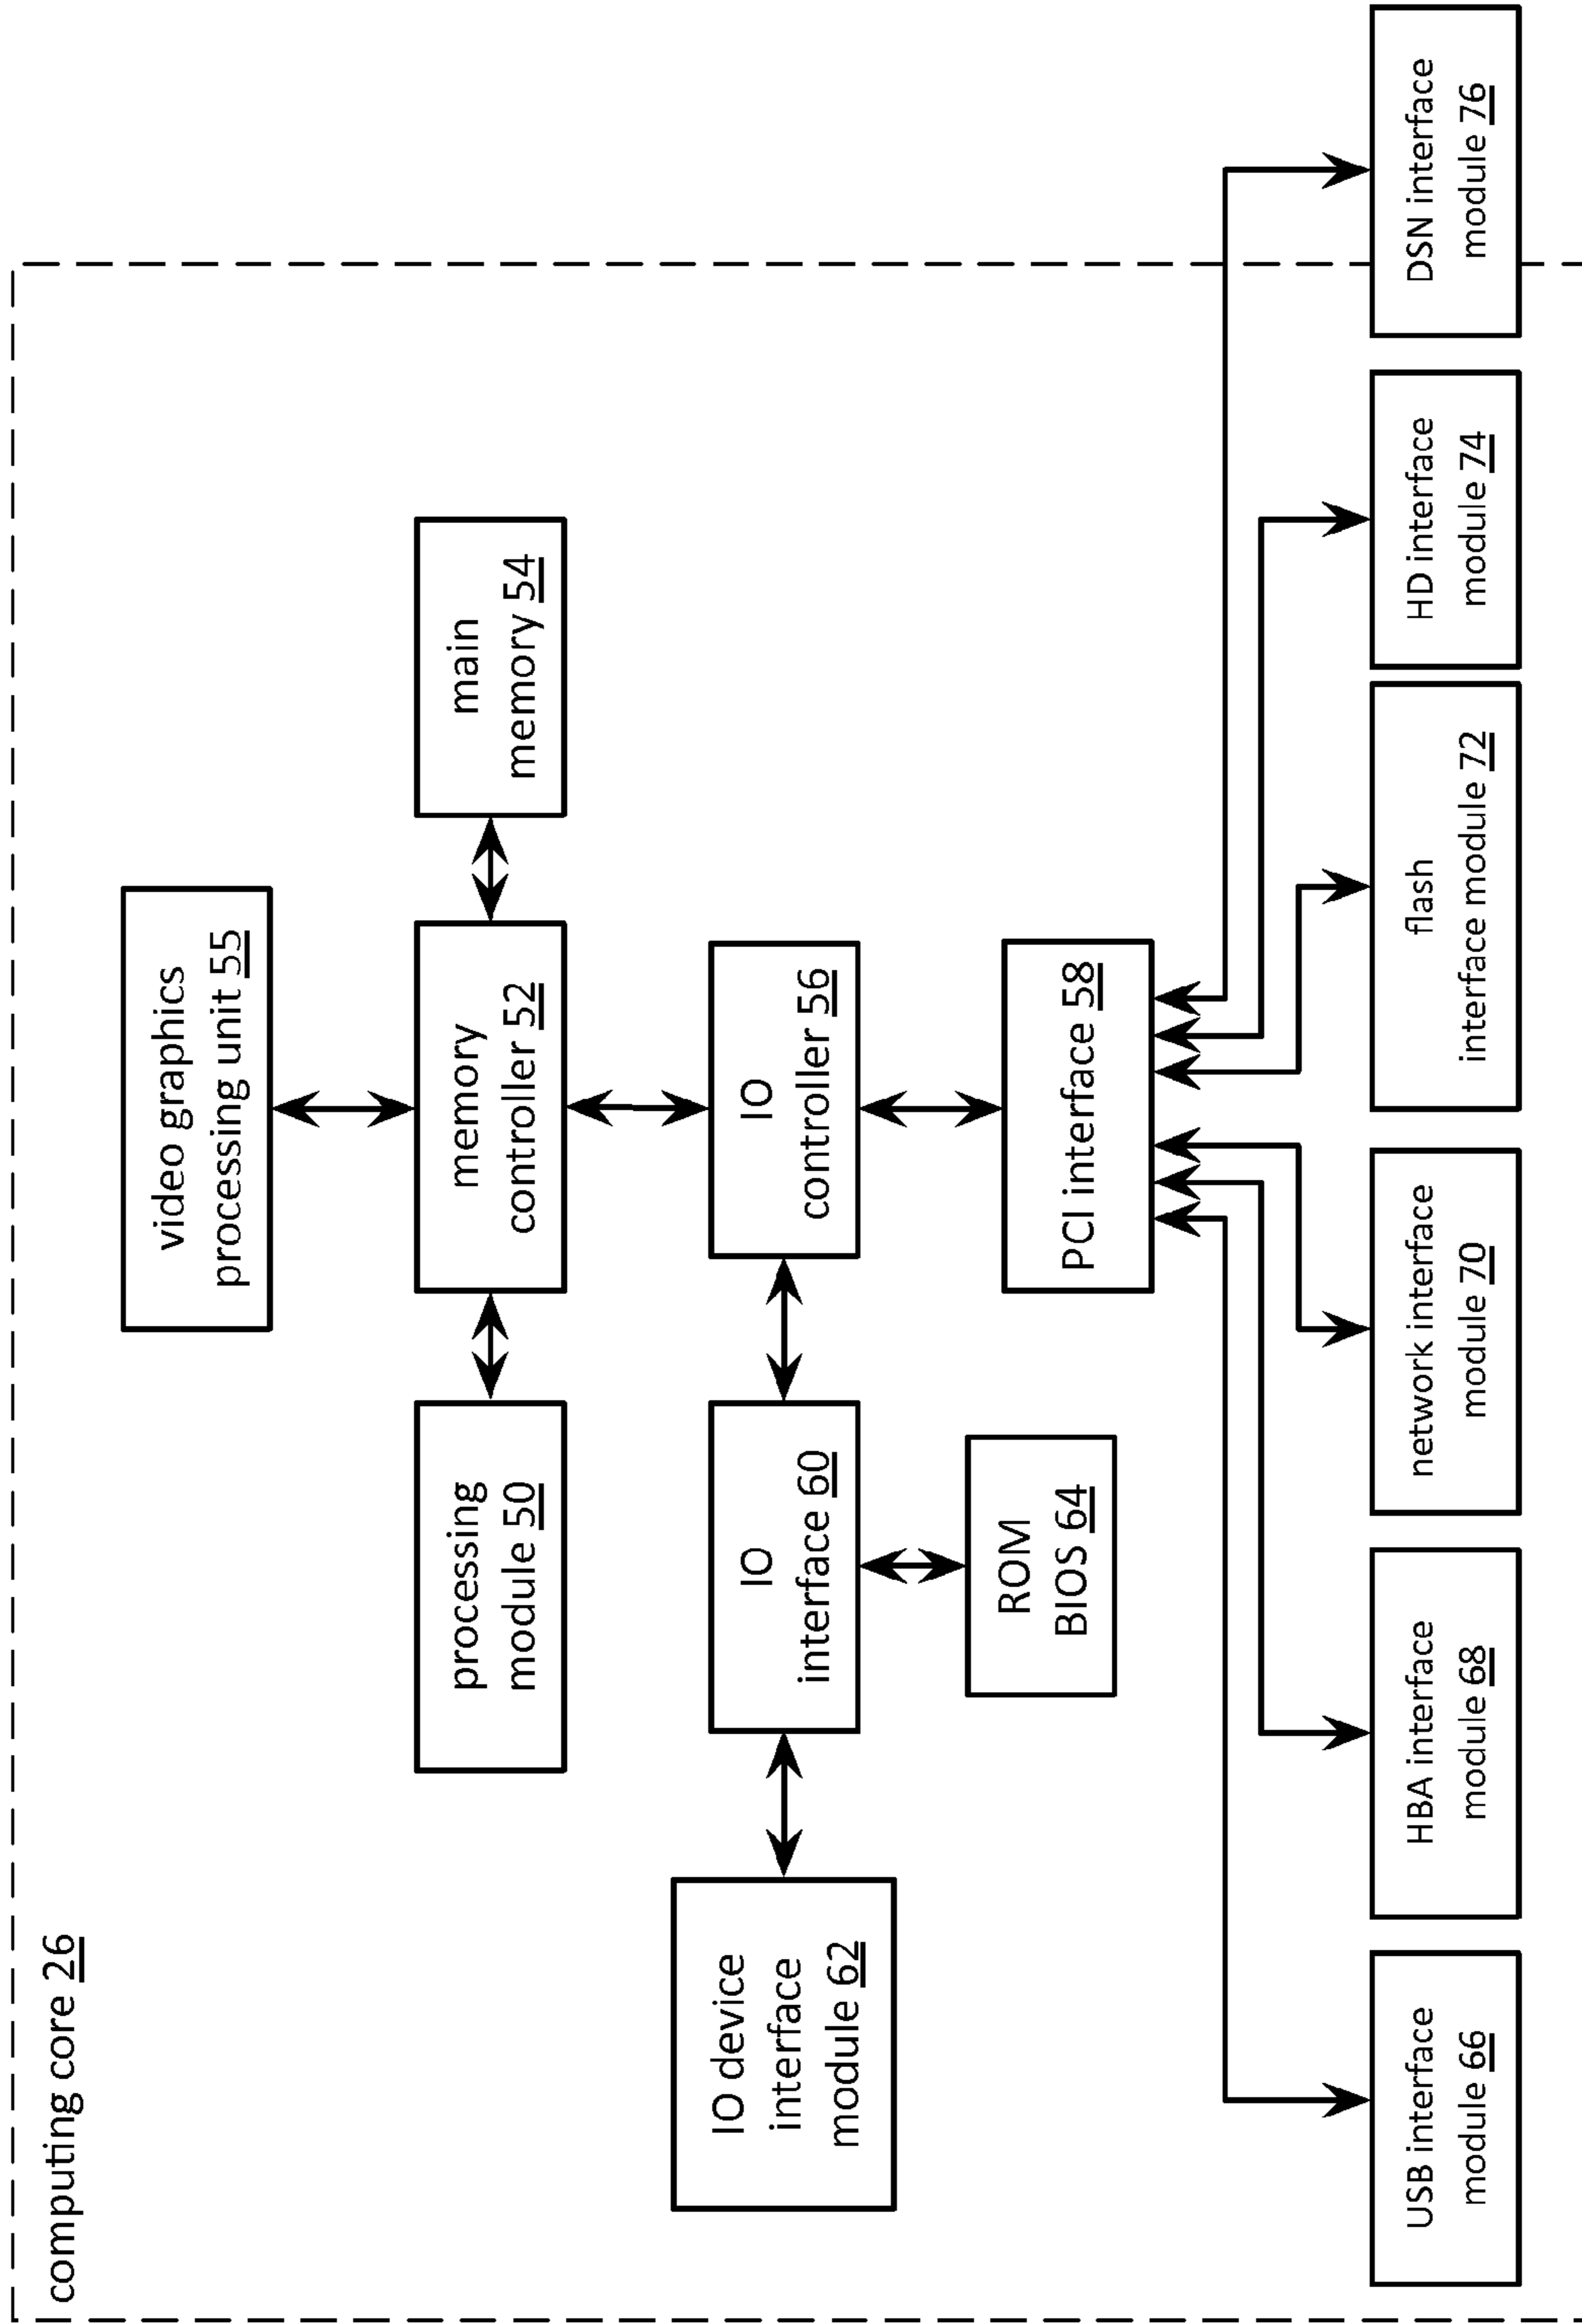 computing core 26
video graphics
processing unit 55
processing
module 50
memory
controller 52
main
memory 54
IO device
interface
module 62
IO
interface 60
IO
controller 56
ROM
BIOS 64
PCI interface 58
USB interface
module 66
HBA interface
module 68
network interface
module 70
flash
interface module 72
HD interface
module 74
DSN interface
module 76